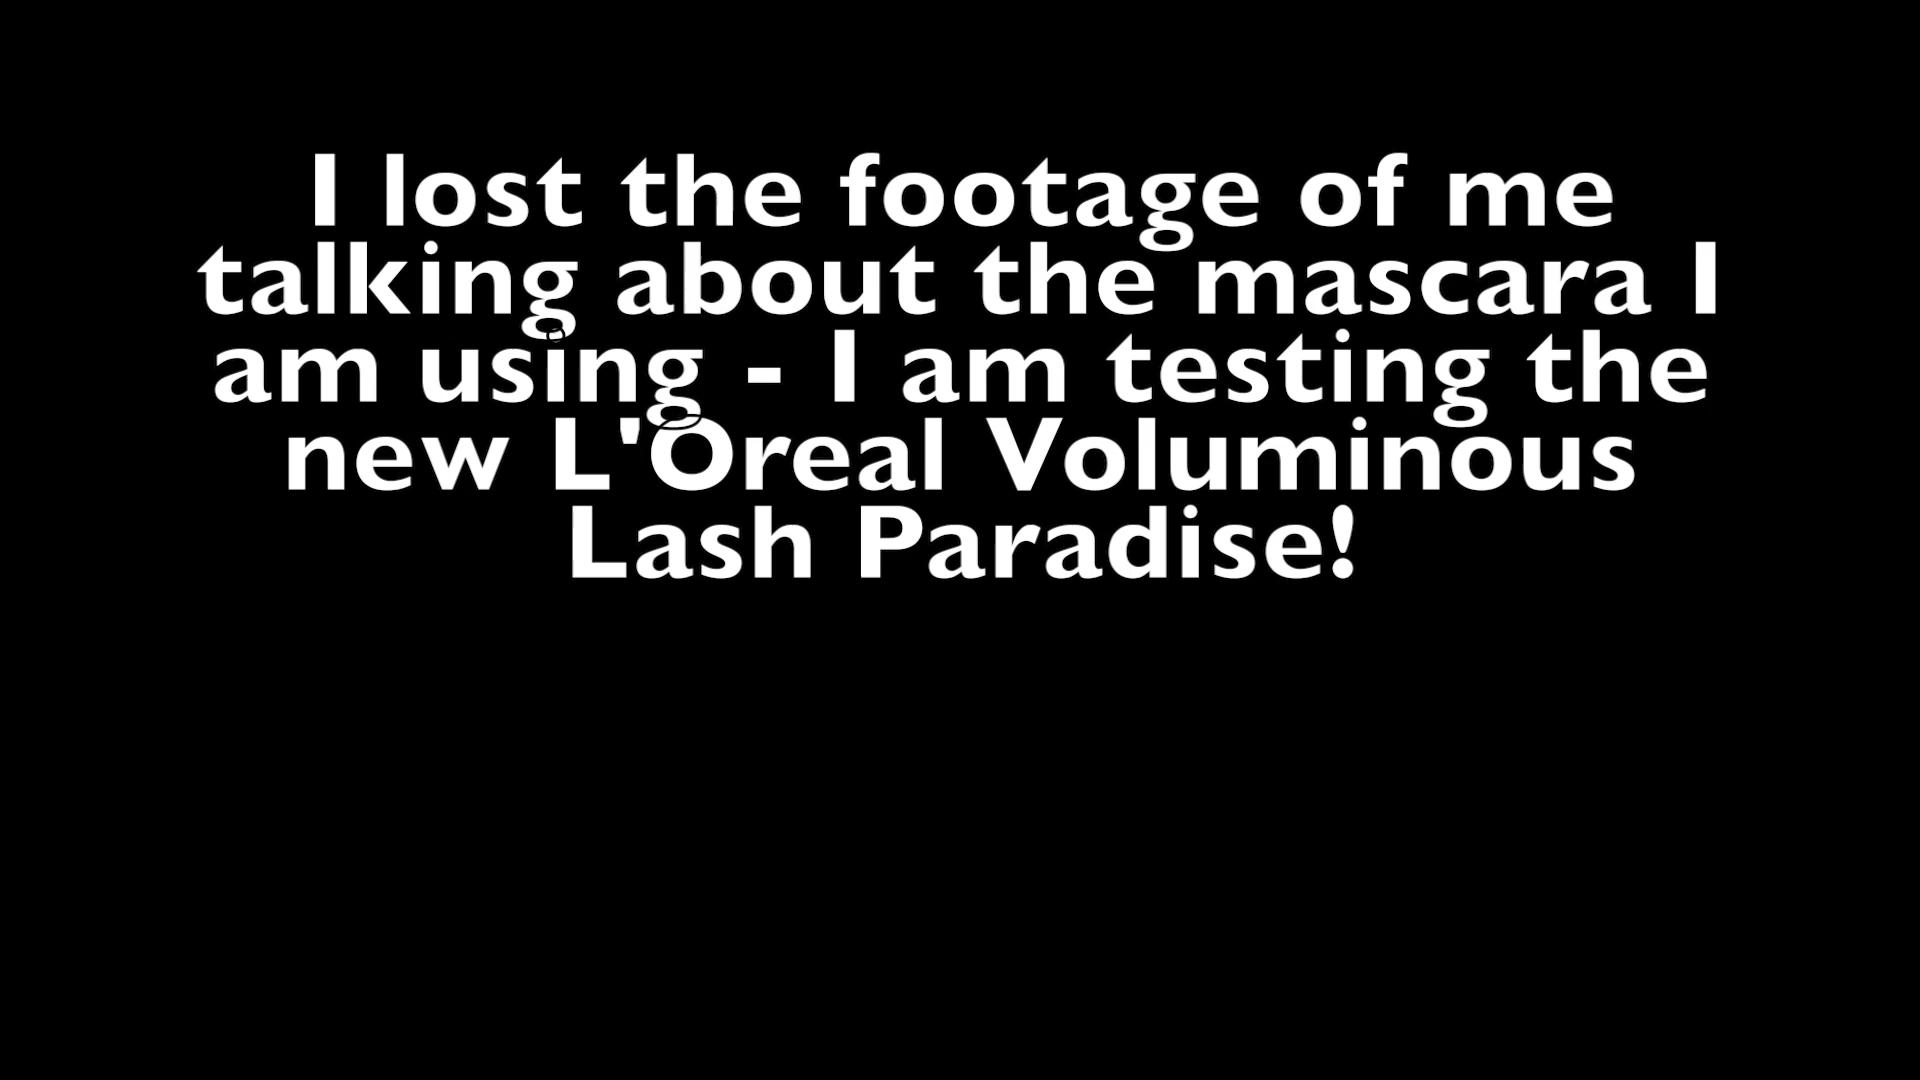 I lost the footage of me
talking about the mascara I
am using - I am testing the
new L'Oreal Voluminous
Lash Paradise!